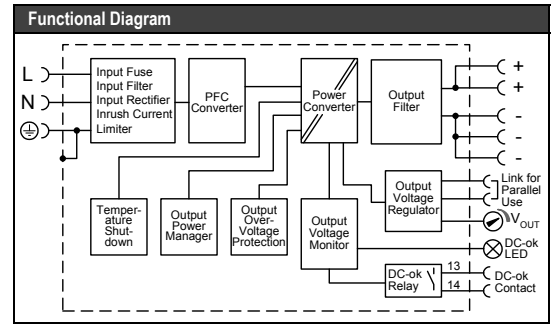 Functional Diagram
L
N
Input Fuse
Input Filter
Input Rectifier
Inrush Current
Limiter
PFC
Converter
Power
Converter
Output
Filter
+
+
-
-
-
Temper-
ature
Shut-
down
Output
Power
Manager
Output
Over-
Voltage
Protection
Output
Voltage
Monitor
Output
Voltage
Regulator
Link for
Parallel
Use
VOUT
DC-ok
LED
DC-ok
Relay
13
14
DC-ok
Contact